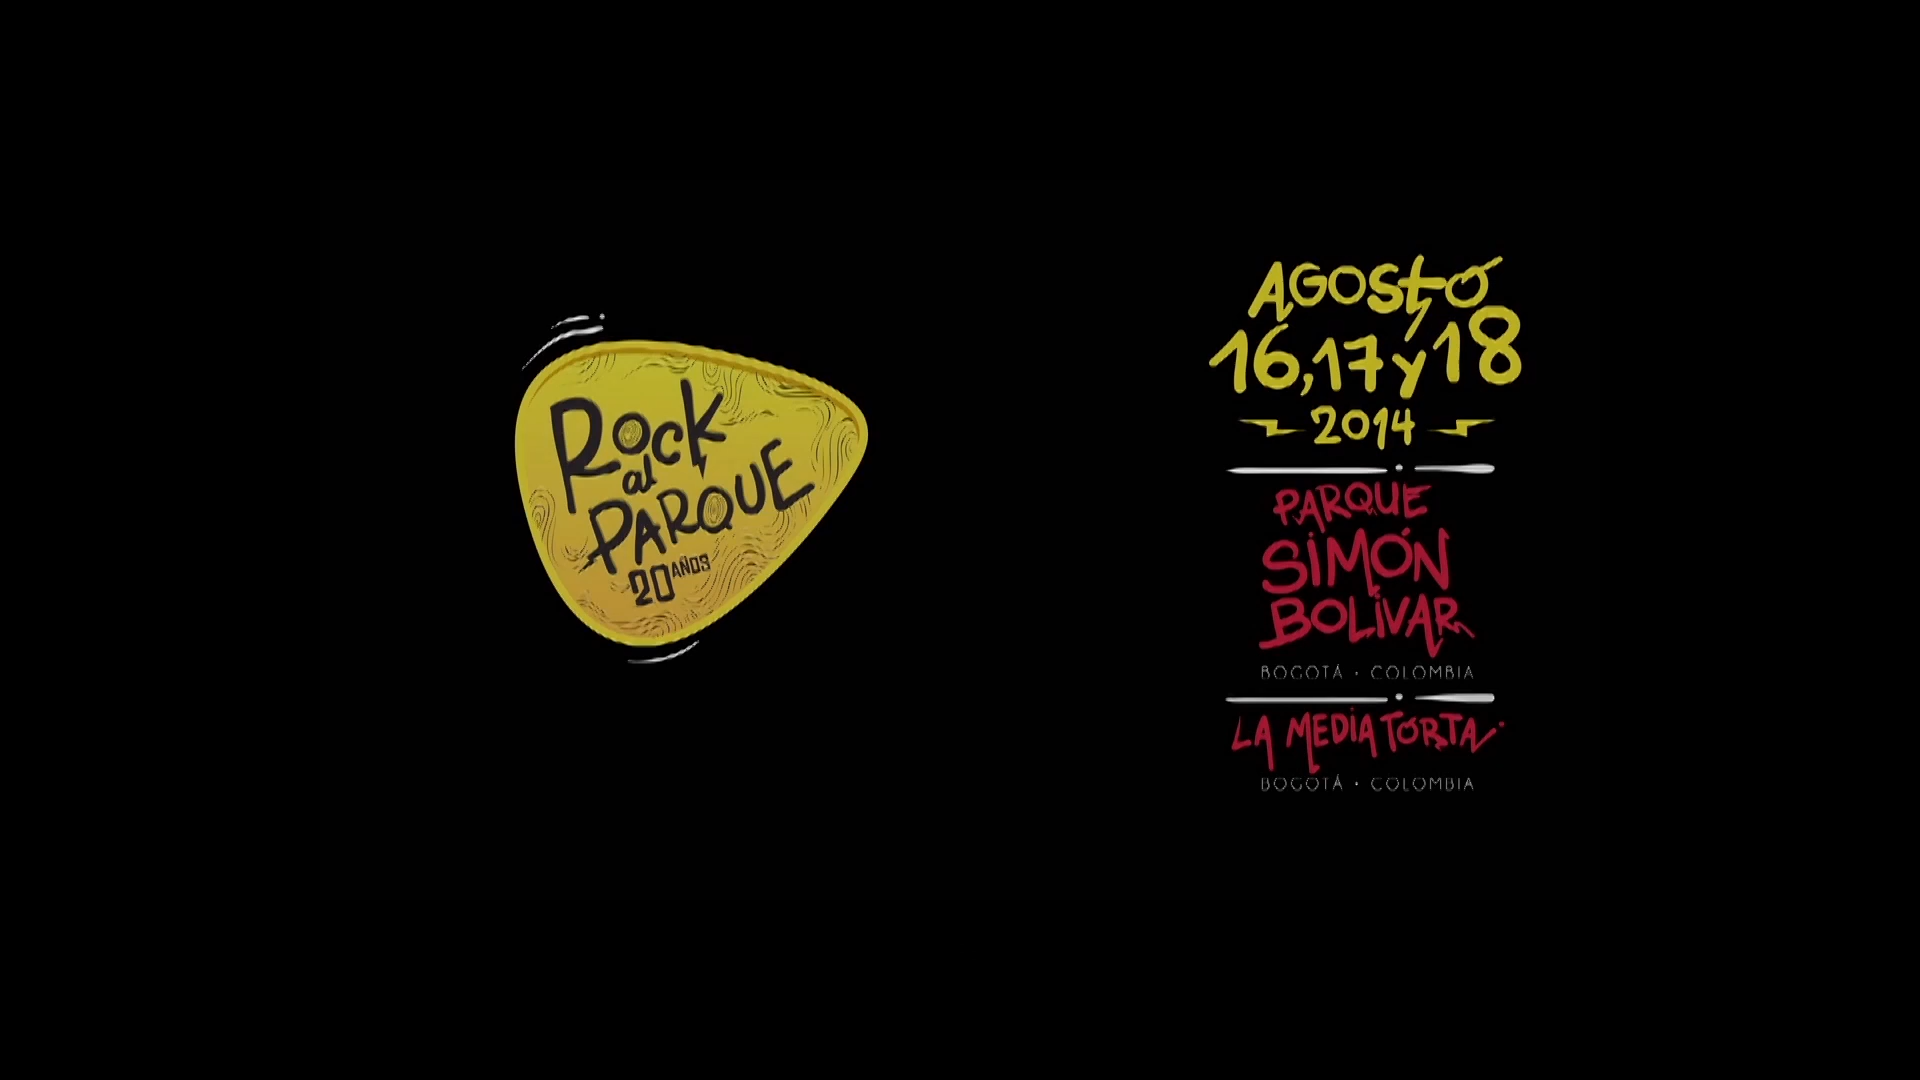 Rock
al
PARQUE
20 AÑOS
AGOSTO
16, 17 y 18
2014
PARQUE
SIMÓN
BOLÍVAR
BOGOTÁ · COLOMBIA
LA MEDIA TORTA
BOGOTÁ · COLOMBIA